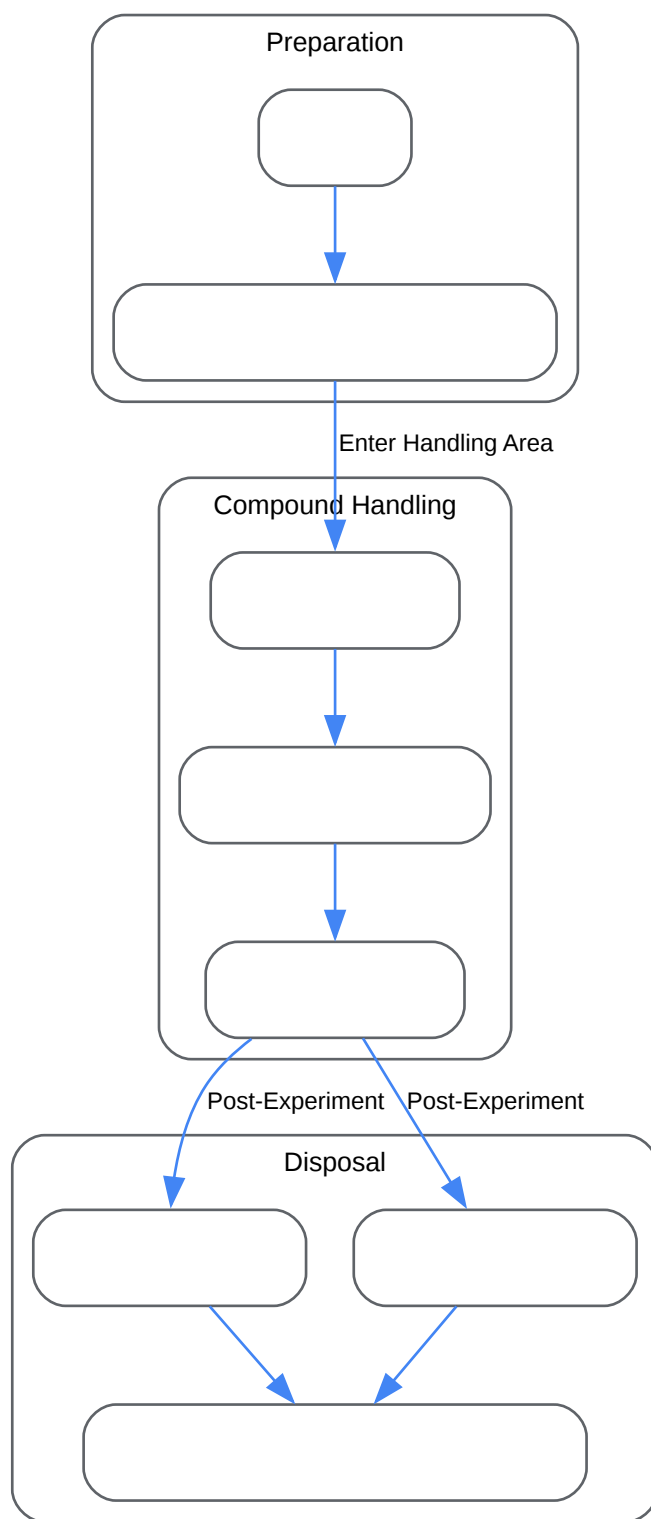 Preparation
Enter Handling Area
Compound Handling
Post-Experiment
Post-Experiment
Disposal